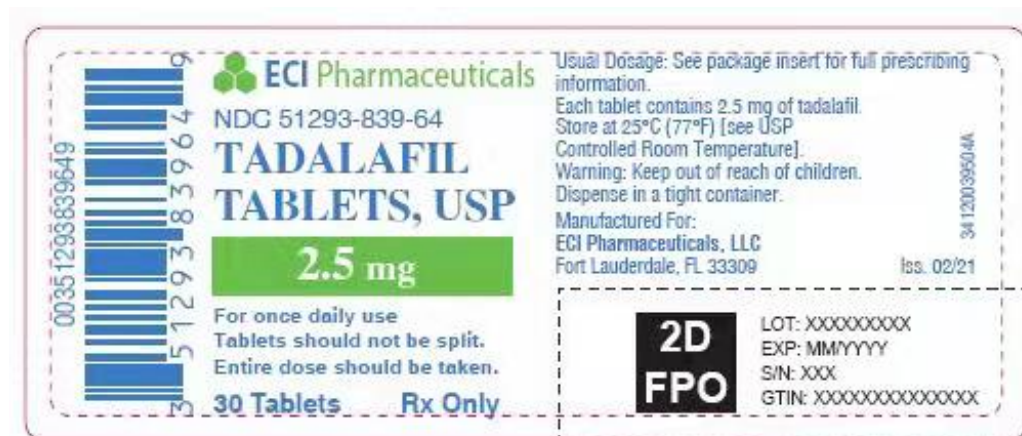 00351293839649
3 51293 83964 9
ECI Pharmaceuticals
NDC 51293-839-64
TADALAFIL
TABLETS, USP
2.5 mg
For once daily use
Tablets should not be split.
Entire dose should be taken.
30 Tablets Rx Only
Usual Dosage: See package insert for full prescribing
information.
Each tablet contains 2.5 mg of tadalafil.
Store at 25°C (77°F) [see USP
Controlled Room Temperature].
Warning: Keep out of reach of children.
Dispense in a tight container.
Manufactured For:
ECI Pharmaceuticals, LLC
Fort Lauderdale, FL 33309 Iss. 02/21
34120039504A
2D
FPO
LOT: XXXXXXXXX
EXP: MM/YYYY
S/N: XXX
GTIN: XXXXXXXXXXXXXX